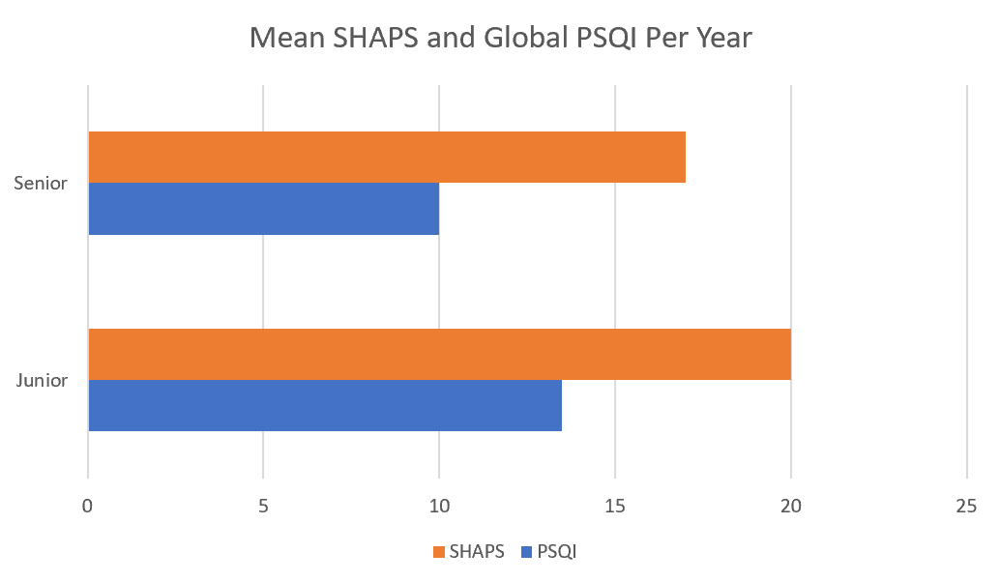 Mean SHAPS and Global PSQI Per Year
Senior
Junior
0 5 10 15 20 25
SHAPS PSQI